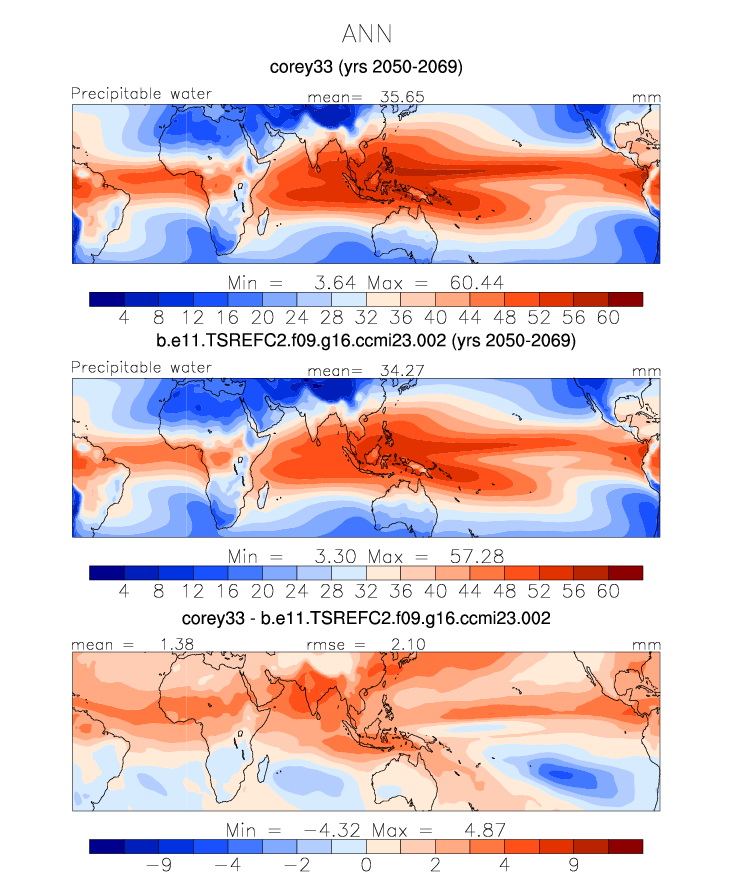 ANN
corey33 (yrs 2050-2069)
Precipitable water mean= 35.65 mm
Min = 3.64 Max = 60.44
4 8 12 16 20 24 28 32 36 40 44 48 52 56 60
b.e11.TSREFC2.f09.g16.ccmi23.002 (yrs 2050-2069)
Precipitable water mean= 34.27 mm
Min = 3.30 Max = 57.28
4 8 12 16 20 24 28 32 36 40 44 48 52 56 60
corey33 - b.e11.TSREFC2.f09.g16.ccmi23.002
mean = 1.38 rmse = 2.10 mm
Min = −4.32 Max = 4.87
−9 −4 −2 0 2 4 9